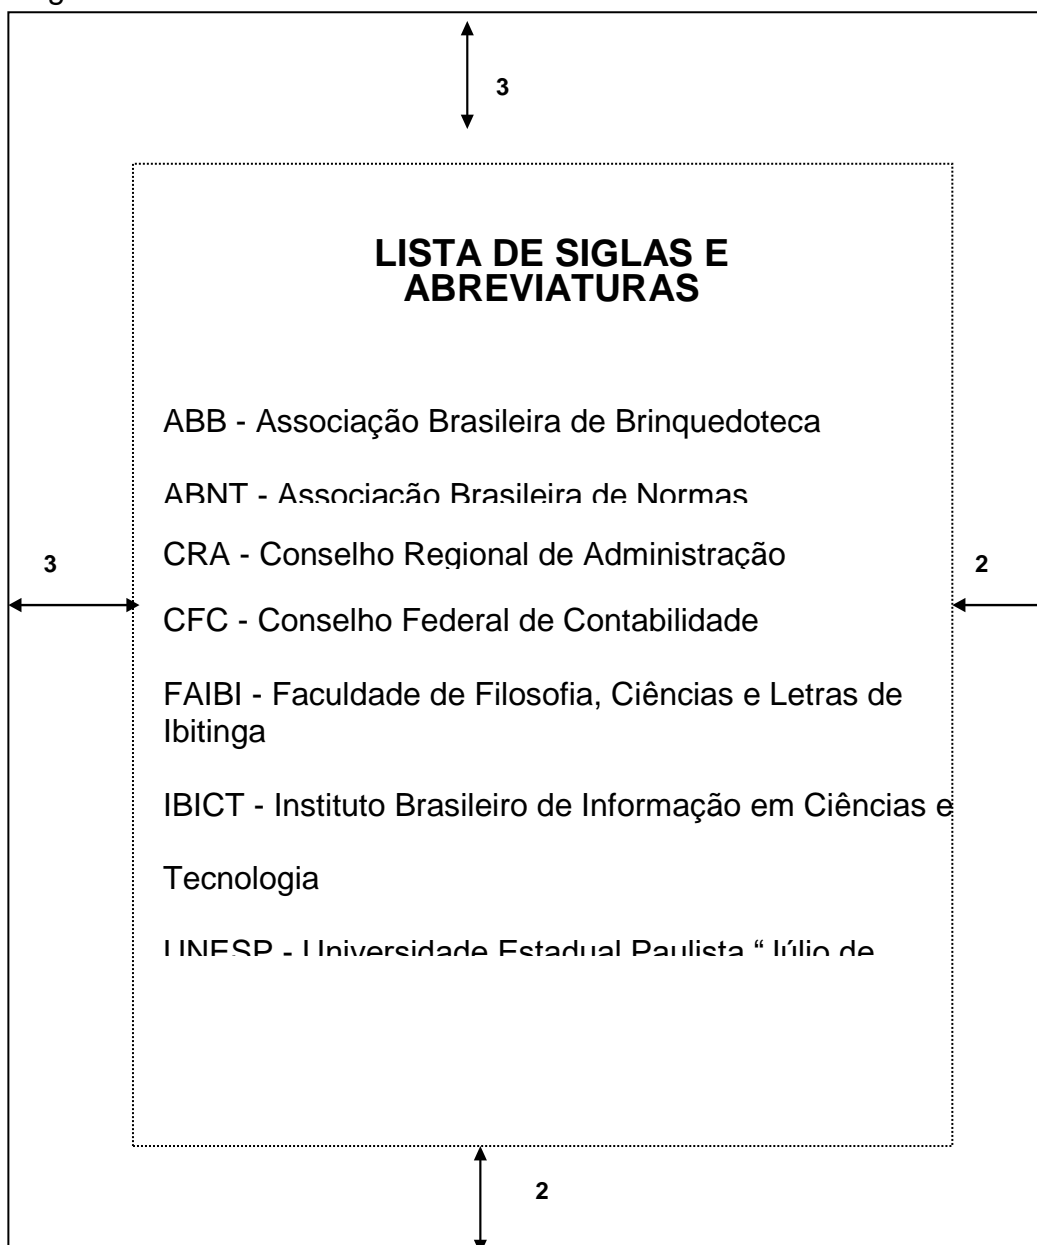 3
LISTA DE SIGLAS E
ABREVIATURAS
ABB - Associação Brasileira de Brinquedoteca
ABNT - Associação Brasileira de Normas
CRA - Conselho Regional de Administração
3
2
CFC - Conselho Federal de Contabilidade
FAIBI - Faculdade de Filosofia, Ciências e Letras de
Ibitinga
IBICT - Instituto Brasileiro de Informação em Ciências e
Tecnologia
UNESP - Universidade Estadual Paulista “Júlio de
2